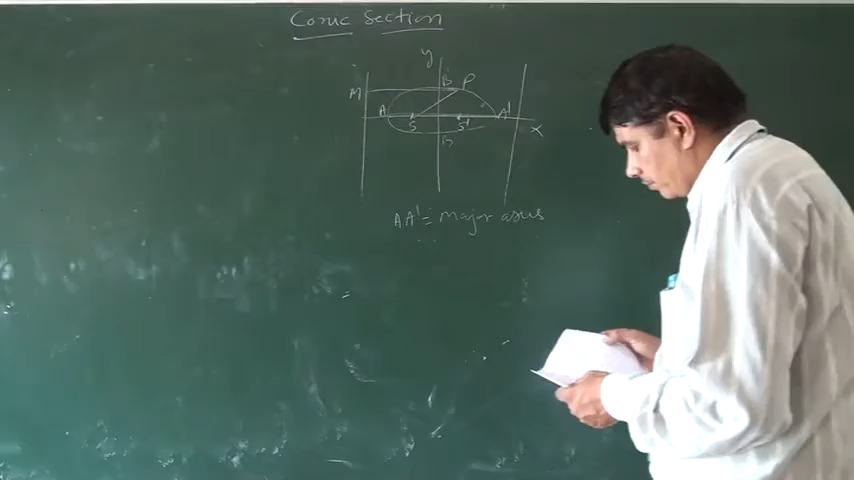 Conic Section
y
M B P
A S S' A'
x
B
AA' = major axis